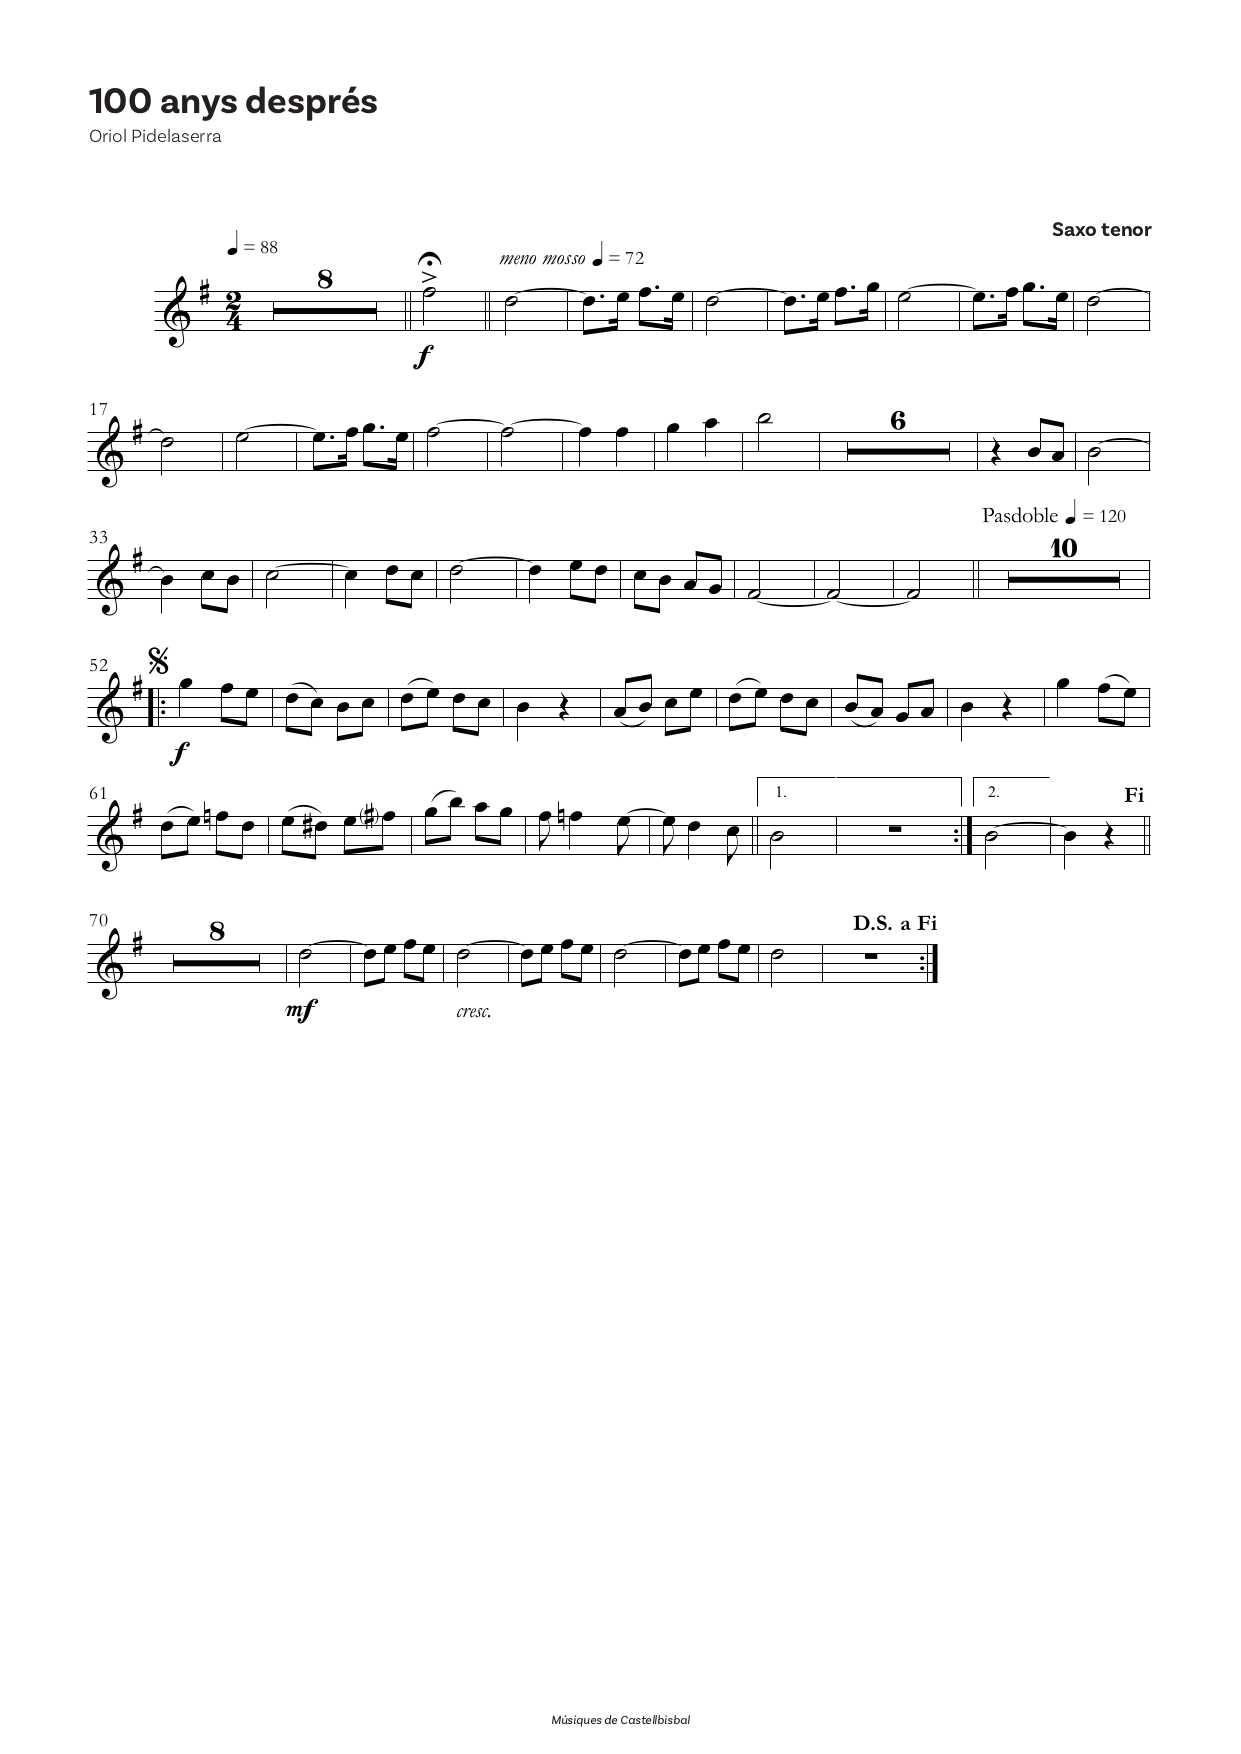 100 anys després
Oriol Pidelaserra
Saxo tenor
♩ = 88
8
meno mosso ♩ = 72
2
4
f
17
6
33
Pasdoble ♩ = 120
10
52
f
61
1.
2.
Fi
70
8
D.S. a Fi
mf
cresc.
Músiques de Castellbisbal